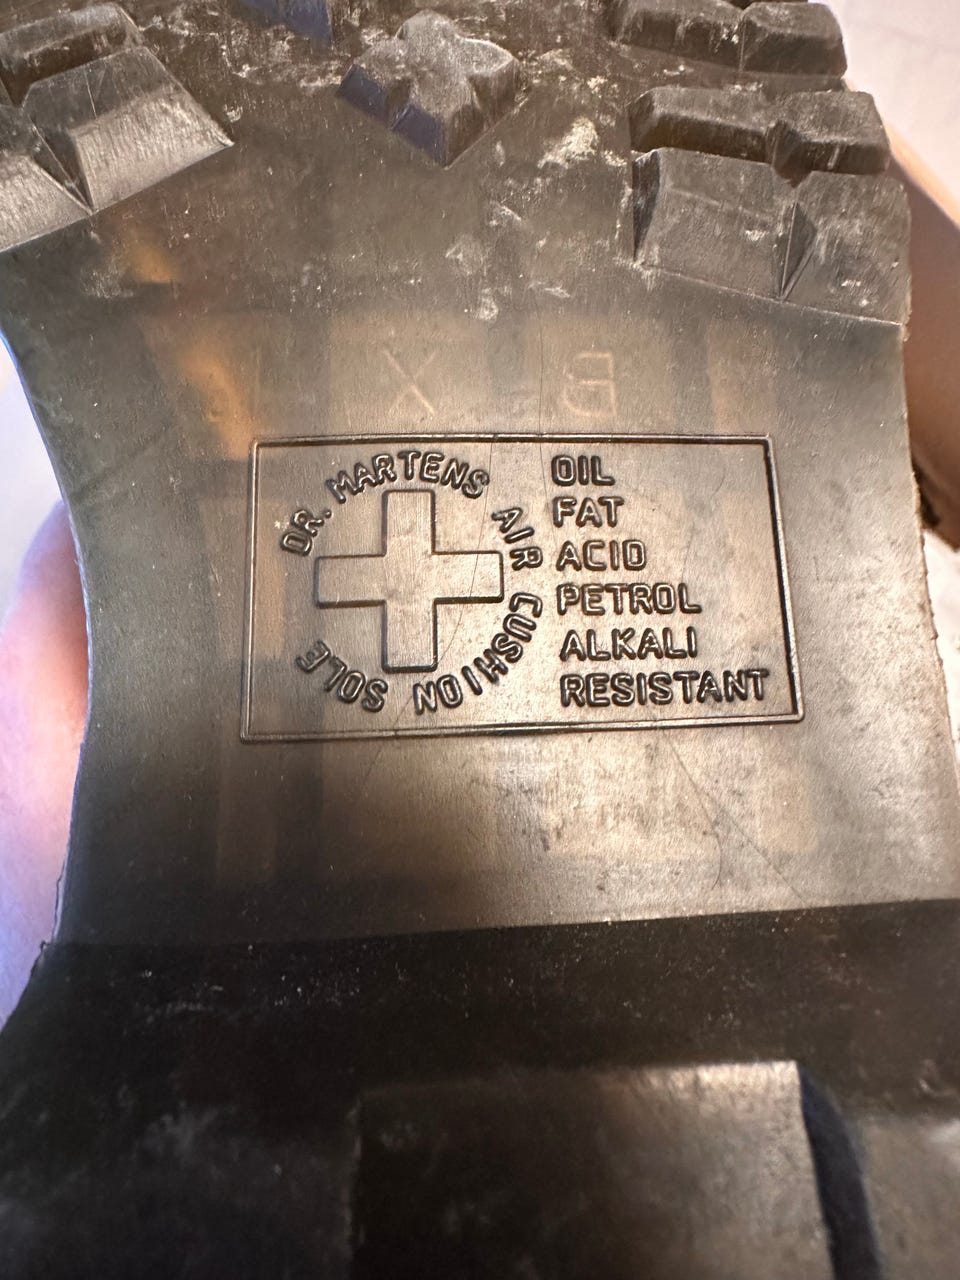 X B
DR. MARTENS AIR CUSHION SOLE
OIL
FAT
ACID
PETROL
ALKALI
RESISTANT